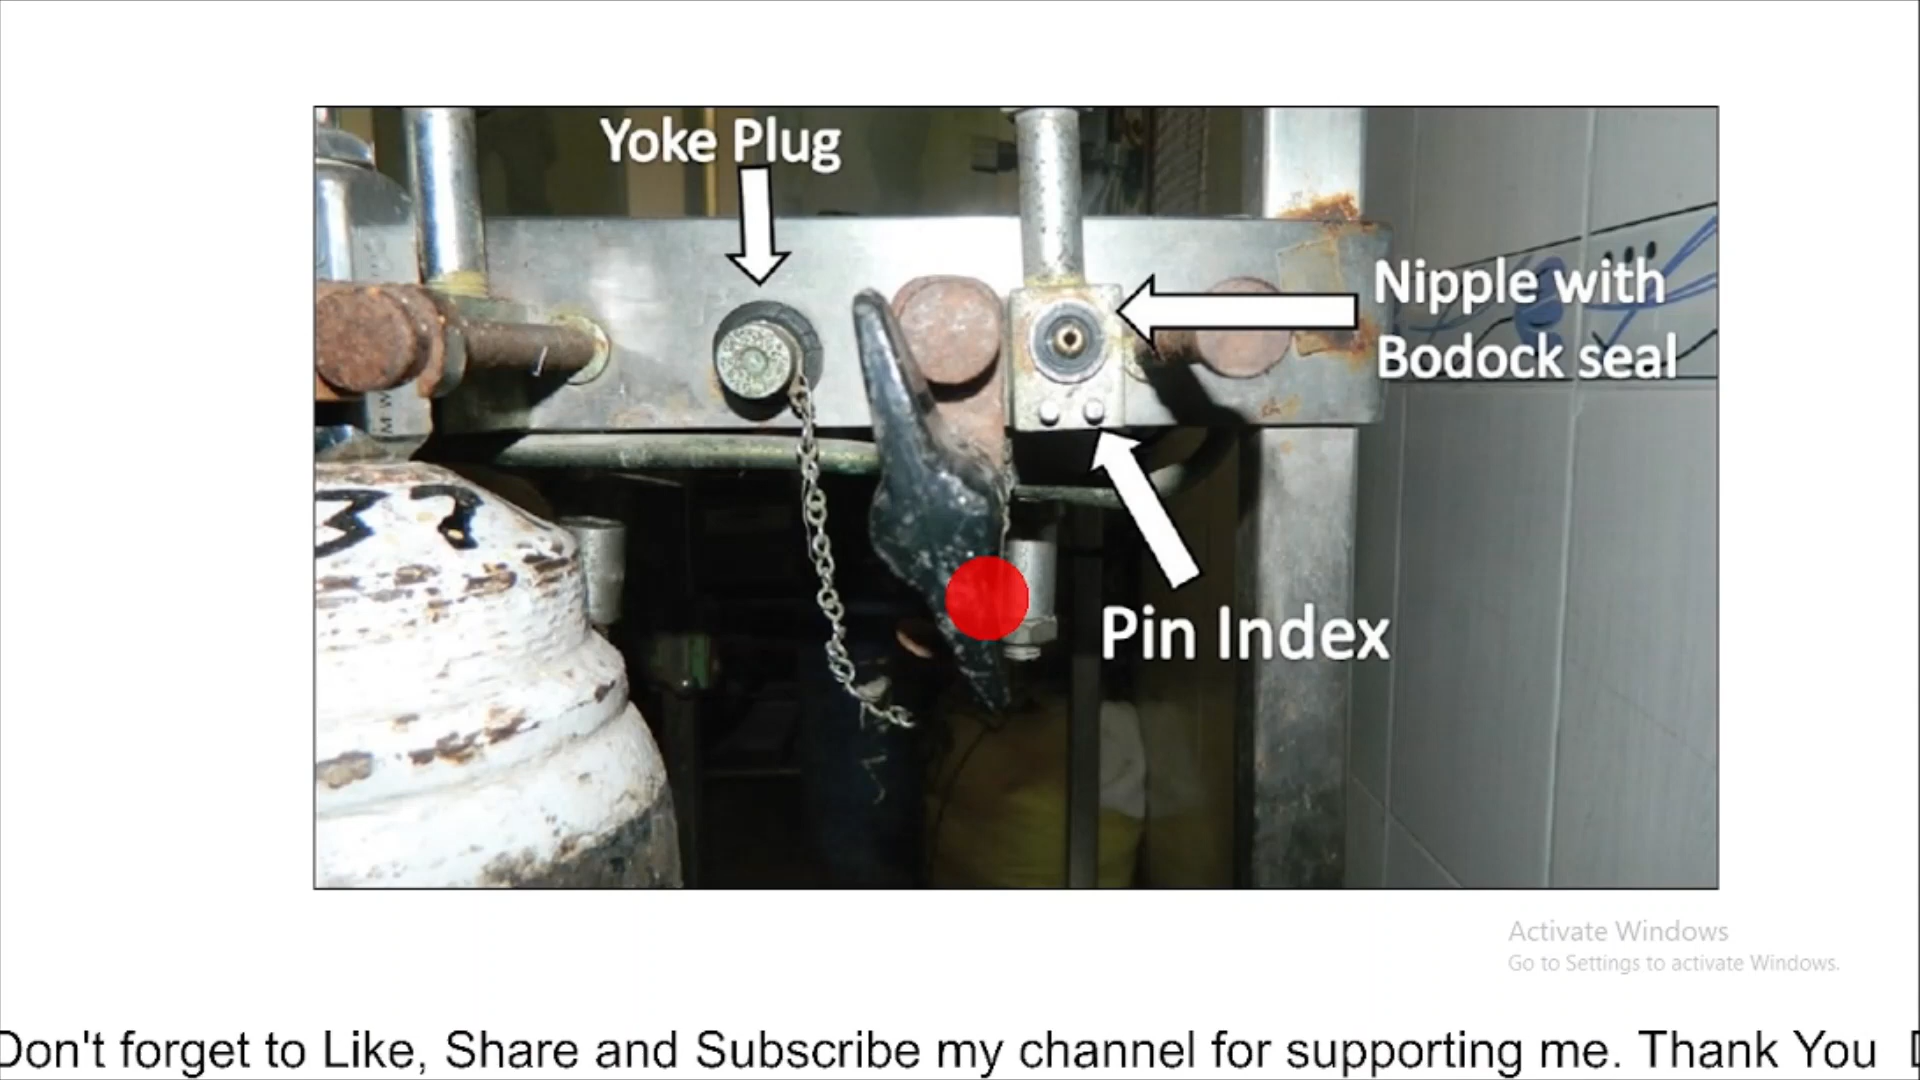 Yoke Plug
Nipple with
Bodock seal
Pin Index
Activate Windows
Go to Settings to activate Windows.
Don't forget to Like, Share and Subscribe my channel for supporting me. Thank You